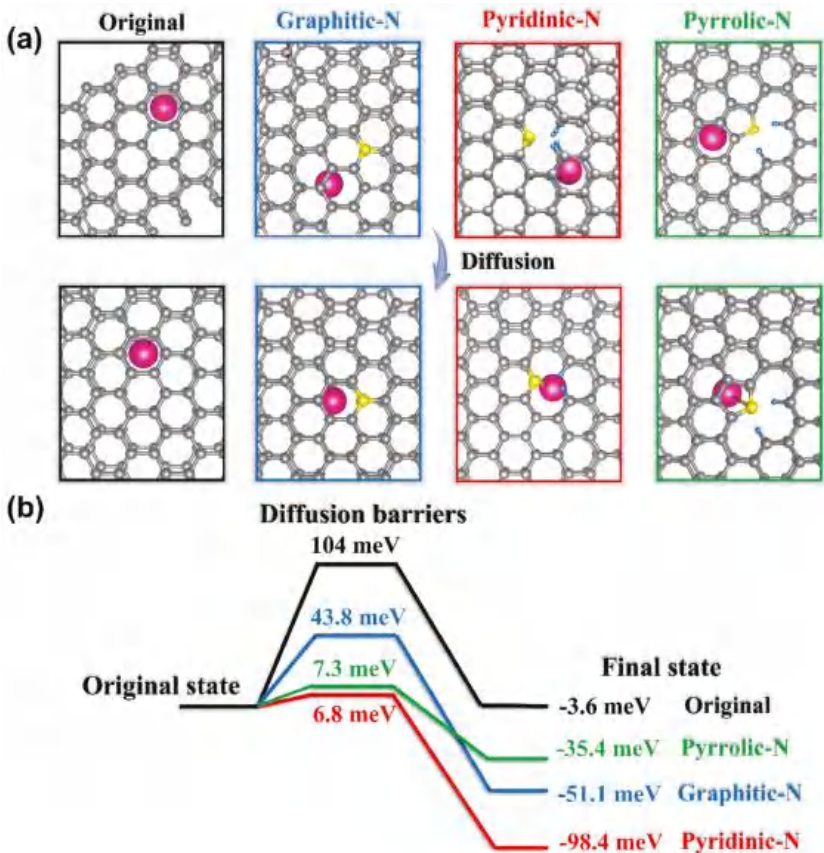 (a)
Original
Graphitic-N
Pyridinic-N
Pyrrolic-N
Diffusion
(b)
Diffusion barriers
104 meV
43.8 meV
7.3 meV
6.8 meV
Original state
Final state
-3.6 meV Original
-35.4 meV Pyrrolic-N
-51.1 meV Graphitic-N
-98.4 meV Pyridinic-N